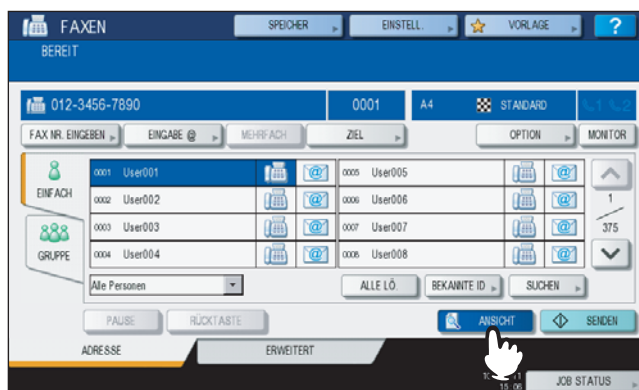 FAXEN SPEICHER EINSTELL. VORLAGE ?
BEREIT
012-3456-7890 0001 A4 STANDARD 1 2
FAX NR. EINGEBEN EINGABE @ MEHRFACH ZIEL OPTION MONITOR
EINFACH
GRUPPE
0001 User001 @ 0005 User005 @
0002 User002 @ 0006 User006 @
0003 User003 @ 0007 User007 @
0004 User004 @ User008 @
1
375
Alle Personen ALLE LÖ. BEKANNTE ID SUCHEN
PAUSE RÜCKTASTE ANSICHT SENDEN
ADRESSE ERWEITERT
15:06 JOB STATUS